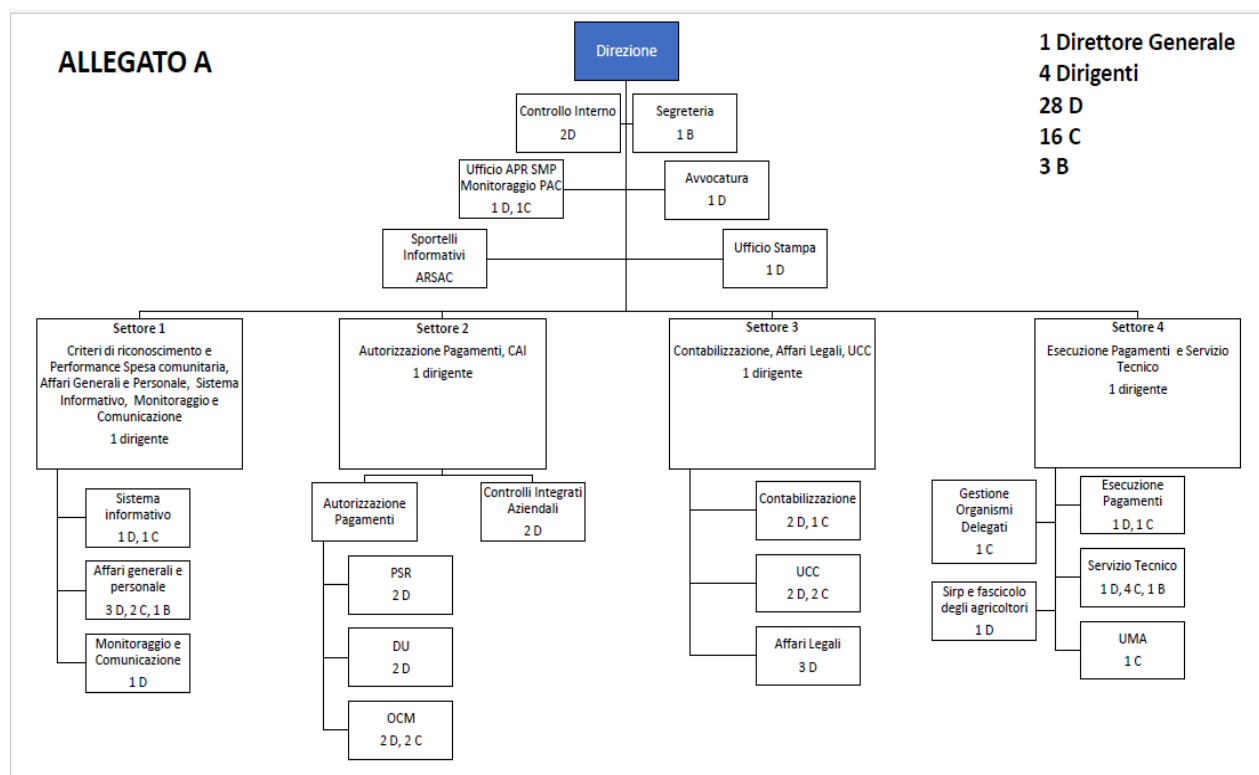 ALLEGATO A
Direzione
1 Direttore Generale
4 Dirigenti
28 D
16 C
3 B
Controllo Interno
2D
Segreteria
1 B
Ufficio APR SMP
Monitoraggio PAC
1 D, 1C
Avvocatura
1 D
Sportelli
Informativi
ARSAC
Ufficio Stampa
1 D
Settore 1
Criteri di riconoscimento e
Performance Spesa comunitaria,
Affari Generali e Personale, Sistema
Informativo, Monitoraggio e
Comunicazione
1 dirigente
Settore 2
Autorizzazione Pagamenti, CAI
1 dirigente
Settore 3
Contabilizzazione, Affari Legali, UCC
1 dirigente
Settore 4
Esecuzione Pagamenti e Servizio
Tecnico
1 dirigente
Sistema
informativo
1 D, 1 C
Affari generali e
personale
3 D, 2 C, 1 B
Monitoraggio e
Comunicazione
1 D
Autorizzazione
Pagamenti
Controlli Integrati
Aziendali
2 D
PSR
2 D
DU
2 D
OCM
2 D, 2 C
Contabilizzazione
2 D, 1 C
UCC
2 D, 2 C
Affari Legali
3 D
Gestione
Organismi
Delegati
1 C
Sirp e fascicolo
degli agricoltori
1 D
Esecuzione
Pagamenti
1 D, 1 C
Servizio Tecnico
1 D, 4 C, 1 B
UMA
1 C